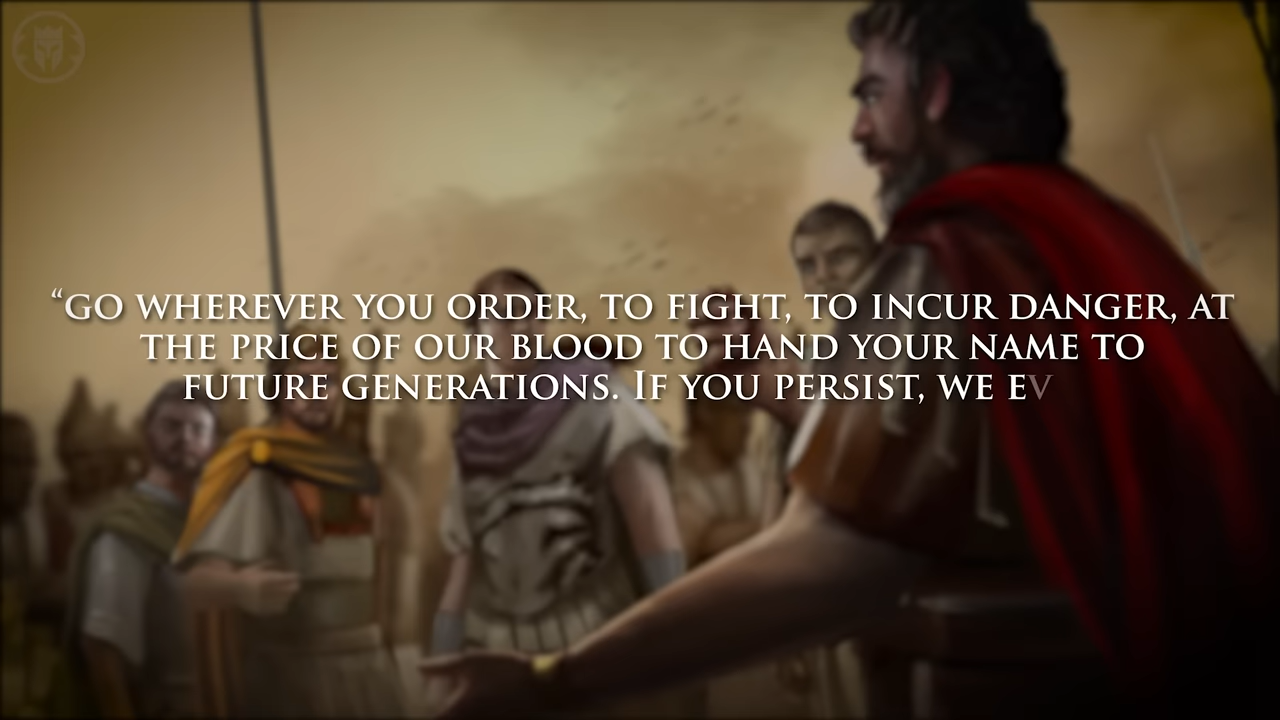 “GO WHEREVER YOU ORDER, TO FIGHT, TO INCUR DANGER, AT
THE PRICE OF OUR BLOOD TO HAND YOUR NAME TO
FUTURE GENERATIONS. IF YOU PERSIST, WE EV